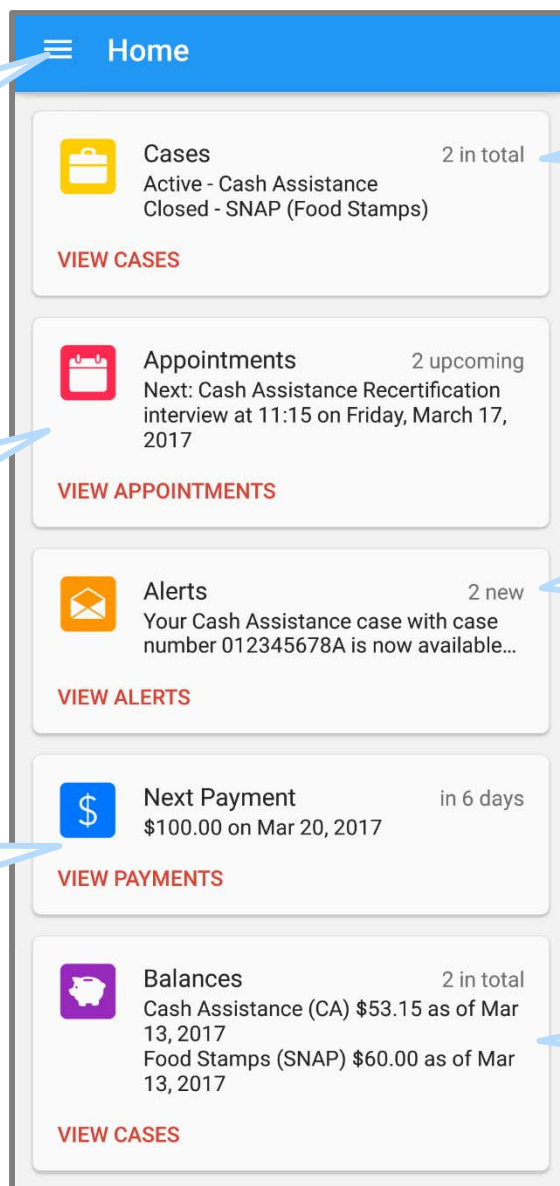 Home
Cases 2 in total
Active - Cash Assistance
Closed - SNAP (Food Stamps)
VIEW CASES
Appointments 2 upcoming
Next: Cash Assistance Recertification
interview at 11:15 on Friday, March 17,
2017
VIEW APPOINTMENTS
Alerts 2 new
Your Cash Assistance case with case
number 012345678A is now available...
VIEW ALERTS
$
Next Payment in 6 days
$100.00 on Mar 20, 2017
VIEW PAYMENTS
Balances 2 in total
Cash Assistance (CA) $53.15 as of Mar
13, 2017
Food Stamps (SNAP) $60.00 as of Mar
13, 2017
VIEW CASES